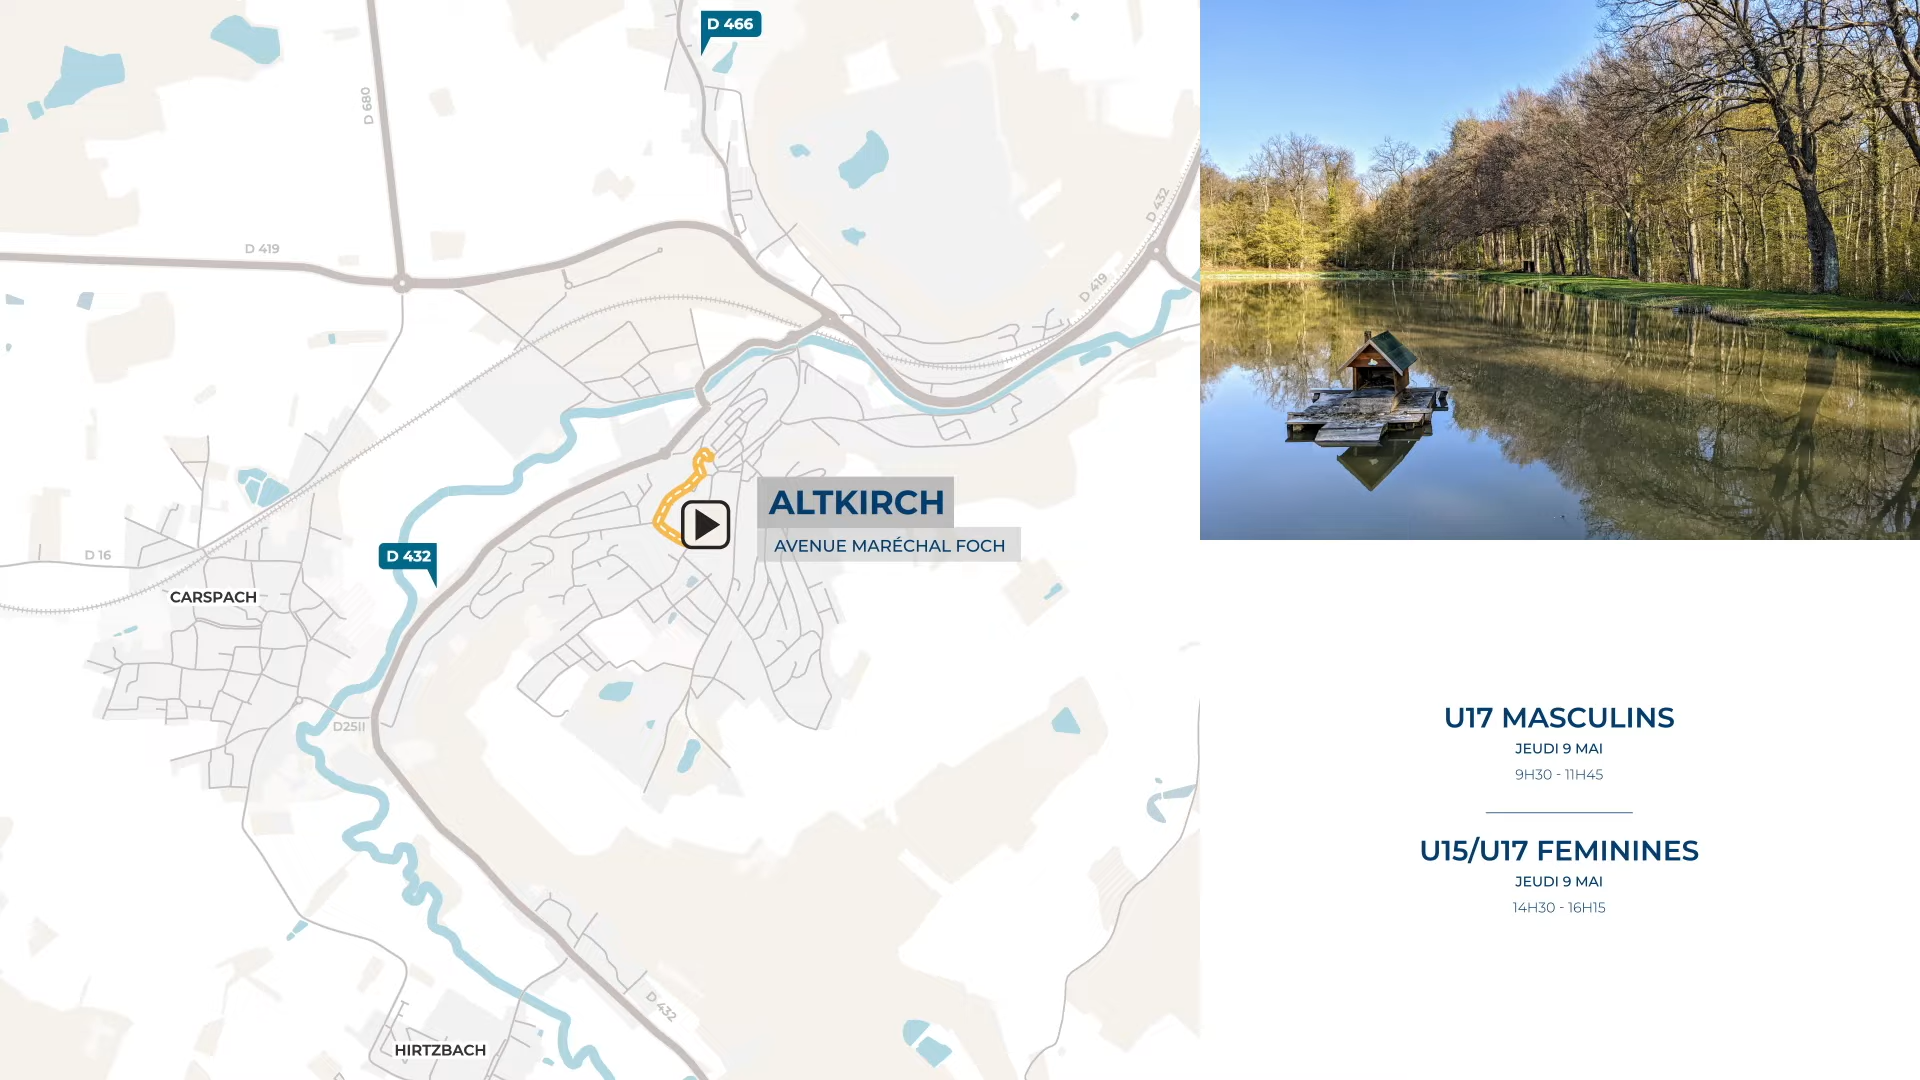 D 466
D 680
D 432
D 419
D 419
ALTKIRCH
AVENUE MARÉCHAL FOCH
D 16
D 432
CARSPACH
D25II
D 432
HIRTZBACH
U17 MASCULINS
JEUDI 9 MAI
9H30 - 11H45
U15/U17 FEMININES
JEUDI 9 MAI
14H30 - 16H15